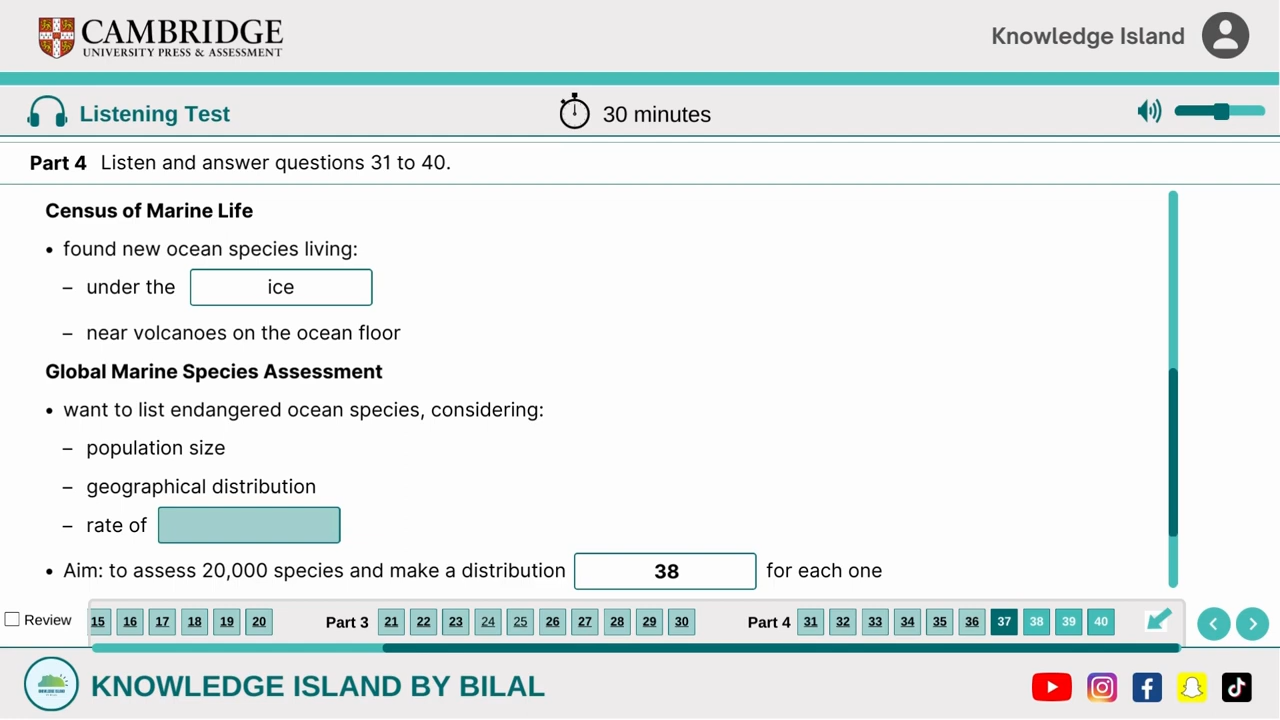 CAMBRIDGE
UNIVERSITY PRESS & ASSESSMENT
Knowledge Island
Listening Test
30 minutes
Part 4 Listen and answer questions 31 to 40.
Census of Marine Life
• found new ocean species living:
– under the ice
– near volcanoes on the ocean floor
Global Marine Species Assessment
• want to list endangered ocean species, considering:
– population size
– geographical distribution
– rate of
• Aim: to assess 20,000 species and make a distribution 38 for each one
Review 15 16 17 18 19 20 Part 3 21 22 23 24 25 26 27 28 29 30 Part 4 31 32 33 34 35 36 37 38 39 40
KNOWLEDGE ISLAND BY BILAL